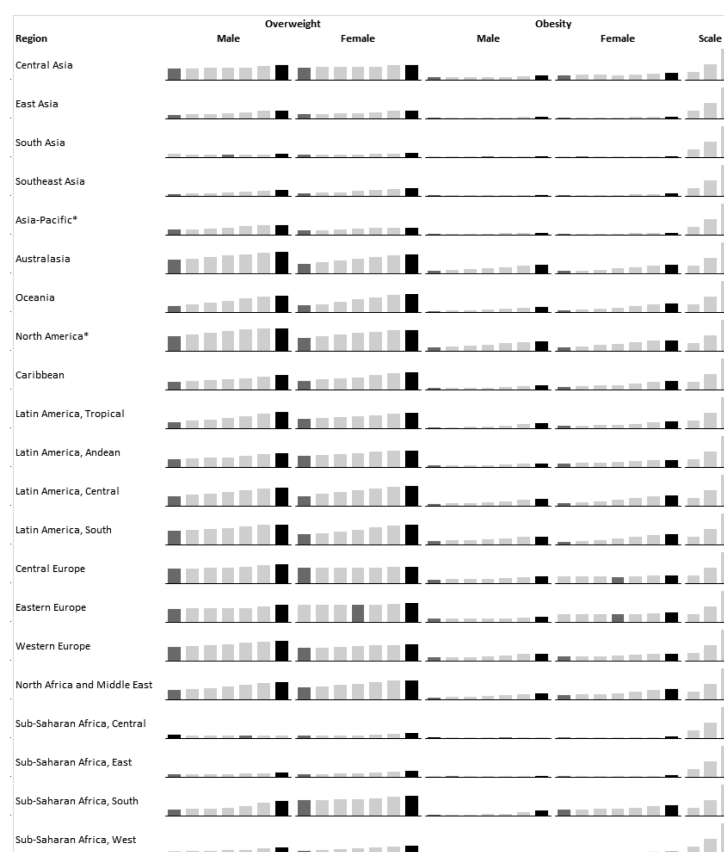 Overweight Obesity
Region Male Female Male Female Scale
Central Asia
East Asia
South Asia
Southeast Asia
Asia-Pacific*
Australasia
Oceania
North America*
Caribbean
Latin America, Tropical
Latin America, Andean
Latin America, Central
Latin America, South
Central Europe
Eastern Europe
Western Europe
North Africa and Middle East
Sub-Saharan Africa, Central
Sub-Saharan Africa, East
Sub-Saharan Africa, South
Sub-Saharan Africa, West